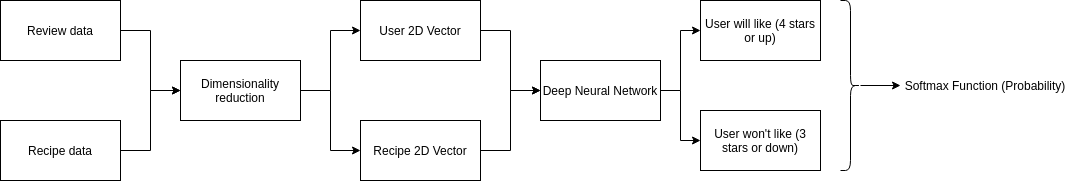 Review data
Recipe data
Dimensionality
reduction
User 2D Vector
Recipe 2D Vector
Deep Neural Network
User will like (4 stars
or up)
User won't like (3
stars or down)
Softmax Function (Probability)